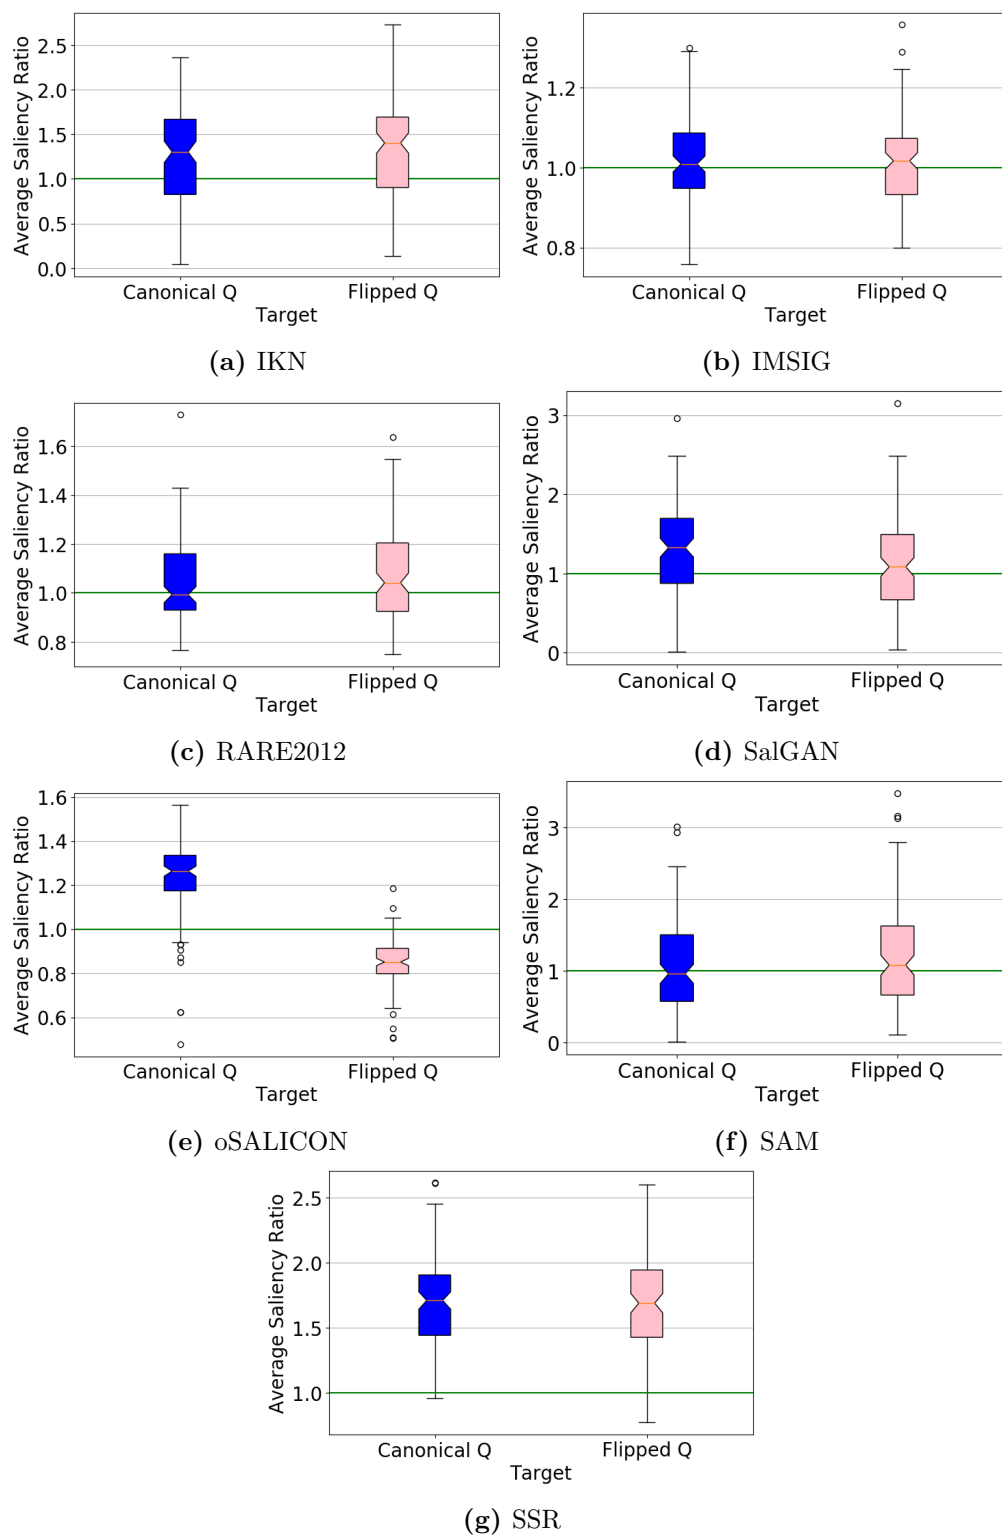 Average Saliency Ratio
2.5
2.0
1.5
1.0
0.5
0.0
Canonical Q Flipped Q
Target
(a) IKN
Average Saliency Ratio
1.2
1.0
0.8
Canonical Q Flipped Q
Target
(b) IMSIG
Average Saliency Ratio
1.6
1.4
1.2
1.0
0.8
Canonical Q Flipped Q
Target
(c) RARE2012
Average Saliency Ratio
3
2
1
0
Canonical Q Flipped Q
Target
(d) SalGAN
Average Saliency Ratio
1.6
1.4
1.2
1.0
0.8
0.6
Canonical Q Flipped Q
Target
(e) oSALICON
Average Saliency Ratio
3
2
1
0
Canonical Q Flipped Q
Target
(f) SAM
Average Saliency Ratio
2.5
2.0
1.5
1.0
Canonical Q Flipped Q
Target
(g) SSR